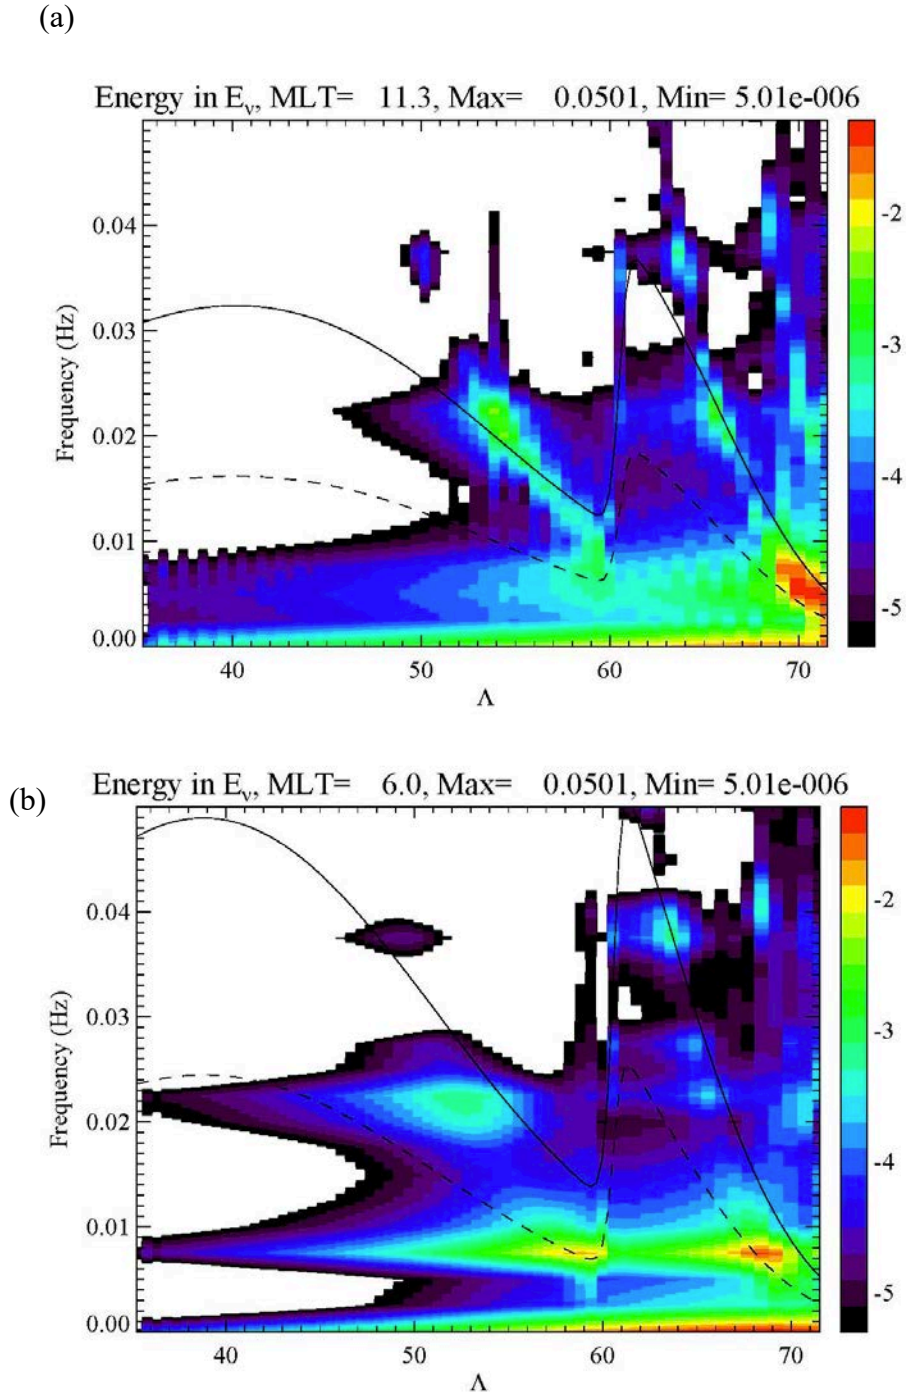 (a)
Energy in Eν, MLT= 11.3, Max= 0.0501, Min= 5.01e-006
0.04
0.03
0.02
0.01
0.00
Frequency (Hz)
40 50 60 70
Λ
-2
-3
-4
-5
(b)
Energy in Eν, MLT= 6.0, Max= 0.0501, Min= 5.01e-006
0.04
0.03
0.02
0.01
0.00
Frequency (Hz)
40 50 60 70
Λ
-2
-3
-4
-5